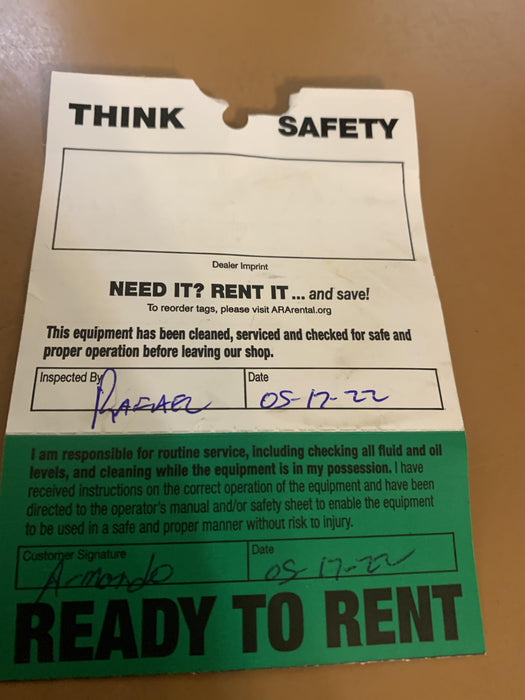 THINK SAFETY
Dealer Imprint
NEED IT? RENT IT ... and save!
To reorder tags, please visit ARArental.org
This equipment has been cleaned, serviced and checked for safe and
proper operation before leaving our shop.
Inspected By Rafael Date 05-17-22
I am responsible for routine service, including checking all fluid and oil
levels, and cleaning while the equipment is in my possession. I have
received instructions on the correct operation of the equipment and have been
directed to the operator's manual and/or safety sheet to enable the equipment
to be used in a safe and proper manner without risk to injury.
Customer Signature Date
Armando 05-17-22
READY TO RENT